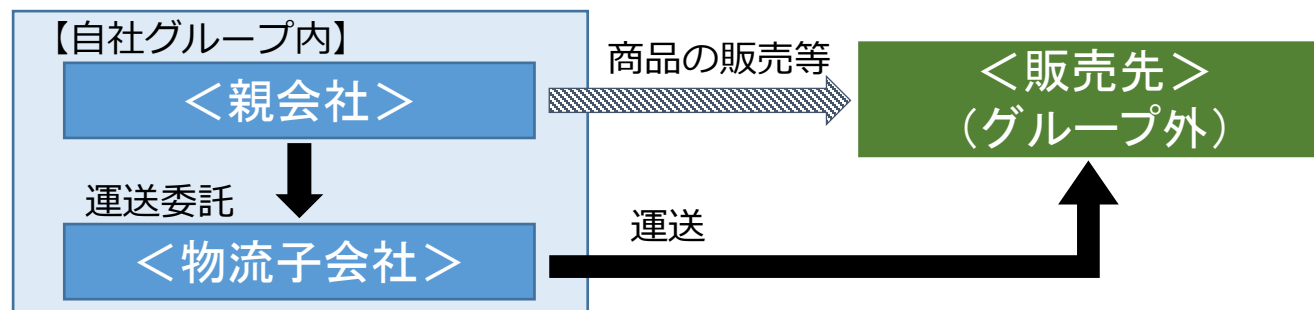 【自社グループ内】
＜親会社＞
商品の販売等
＜販売先＞
（グループ外）
運送委託
＜物流子会社＞
運送